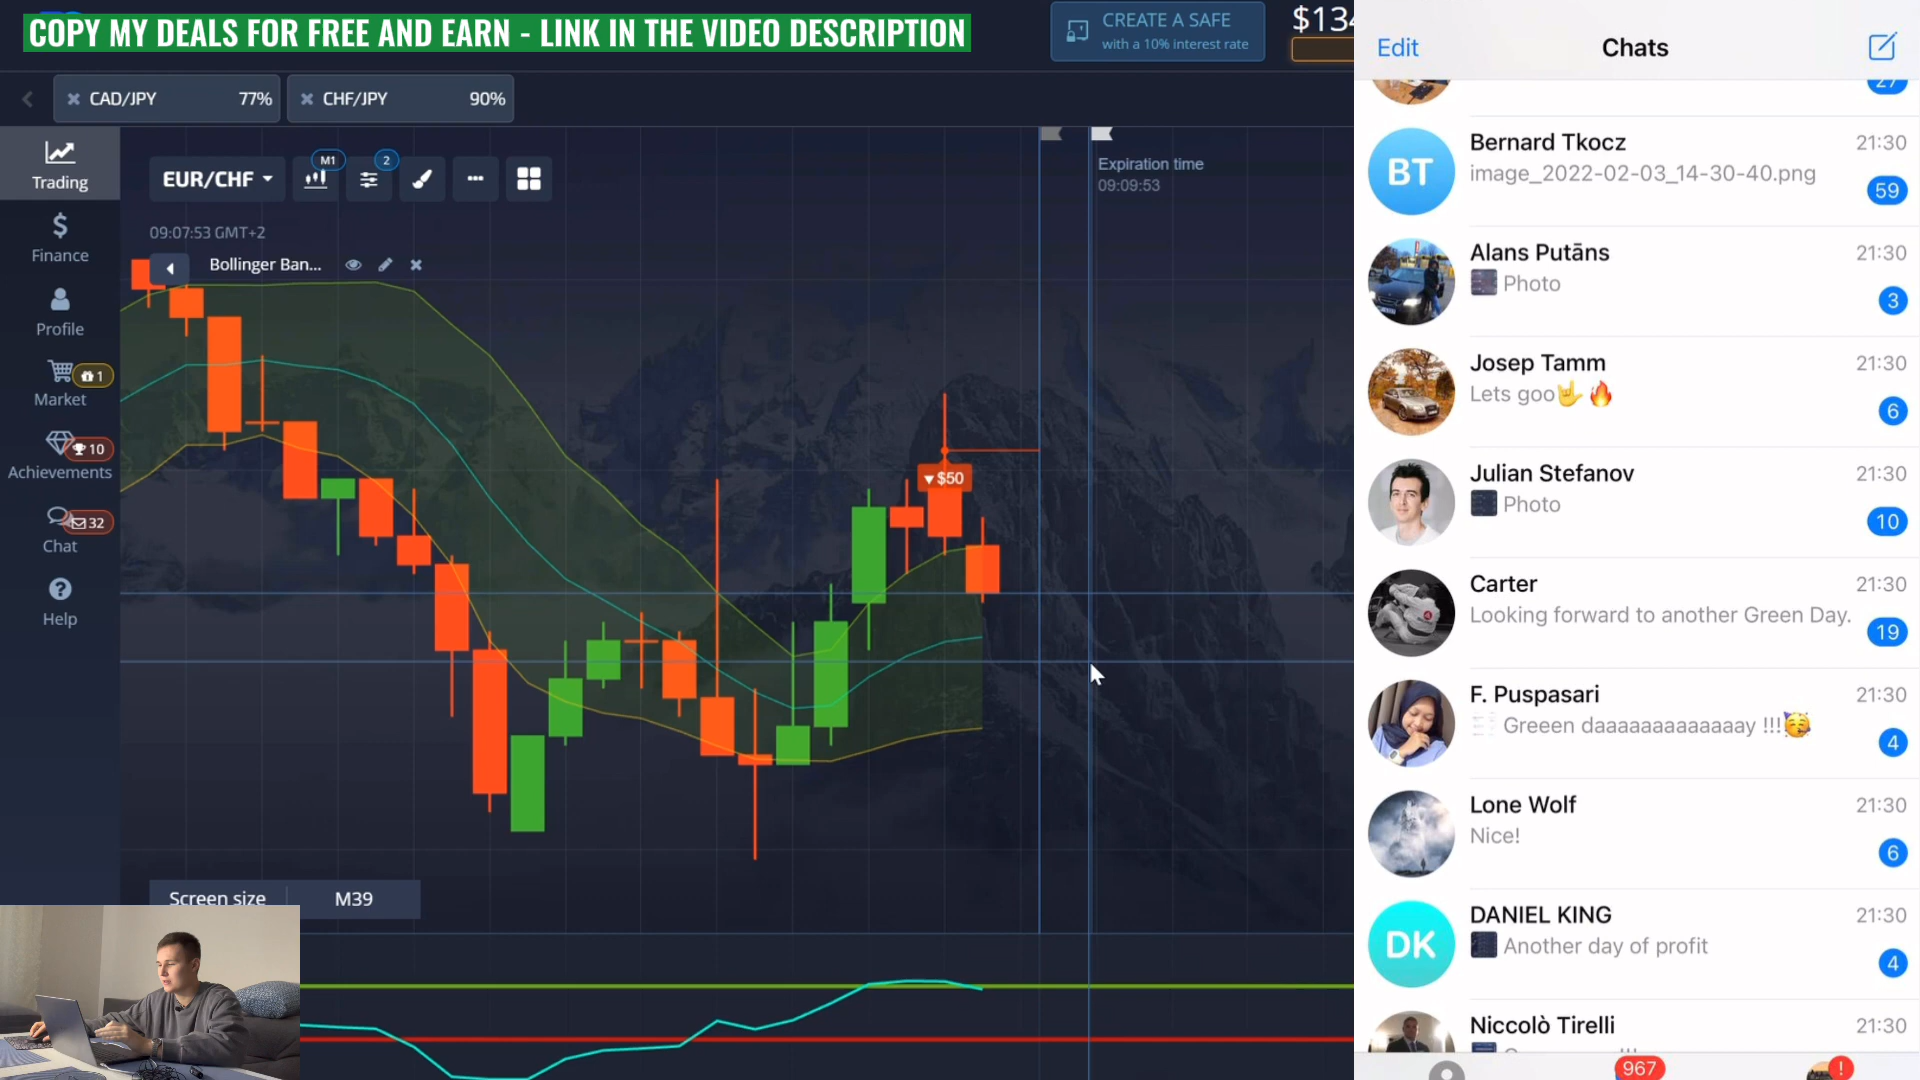 COPY MY DEALS FOR FREE AND EARN - LINK IN THE VIDEO DESCRIPTION
CREATE A SAFE
with a 10% interest rate
CAD/JPY 77%
CHF/JPY 90%
Trading
Finance
Profile
1
Market
10
Achievements
32
Chat
Help
EUR/CHF
M1
2
09:07:53 GMT+2
Bollinger Ban...
Expiration time
09:09:53
$50
Screen size M39
Edit
Chats
27
Bernard Tkocz 21:30
image_2022-02-03_14-30-40.png
59
Alans Putāns 21:30
Photo
3
Josep Tamm 21:30
Lets goo🤟🔥
6
Julian Stefanov 21:30
Photo
10
Carter 21:30
Looking forward to another Green Day.
19
F. Puspasari 21:30
Greeen daaaaaaaaaaaaay !!!🥳
4
Lone Wolf 21:30
Nice!
6
DK
DANIEL KING 21:30
Another day of profit
4
BT
Niccolò Tirelli 21:30
967
!